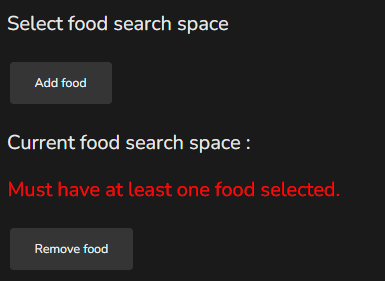 Select food search space
Add food
Current food search space :
Must have at least one food selected.
Remove food